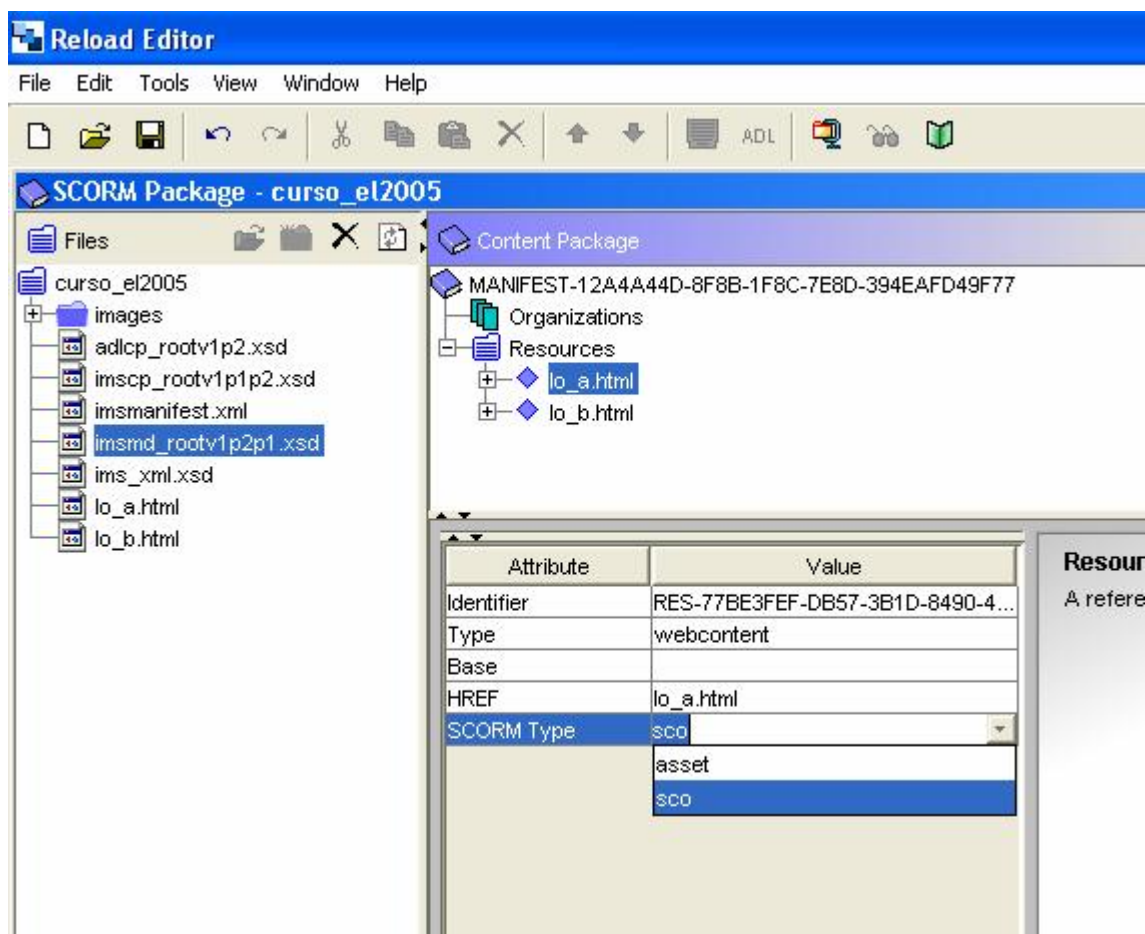 Reload Editor
File Edit Tools View Window Help
ADL
SCORM Package - curso_el2005
Files
Content Package
curso_el2005
images
adlcp_rootv1p2.xsd
imscp_rootv1p1p2.xsd
imsmanifest.xml
imsmd_rootv1p2p1.xsd
ims_xml.xsd
lo_a.html
lo_b.html
MANIFEST-12A4A44D-8F8B-1F8C-7E8D-394EAFD49F77
Organizations
Resources
lo_a.html
lo_b.html
Attribute Value
Identifier RES-77BE3FEF-DB57-3B1D-8490-4...
Type webcontent
Base
HREF lo_a.html
SCORM Type sco
asset
sco
Resour
A refere